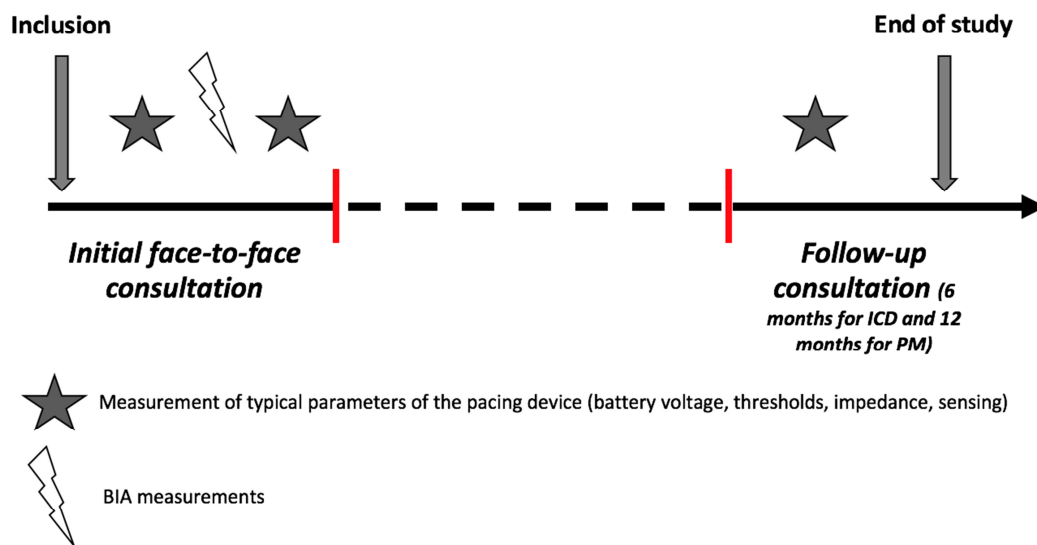 Inclusion
End of study
Initial face-to-face
consultation
Follow-up
consultation (6
months for ICD and 12
months for PM)
Measurement of typical parameters of the pacing device (battery voltage, thresholds, impedance, sensing)
BIA measurements